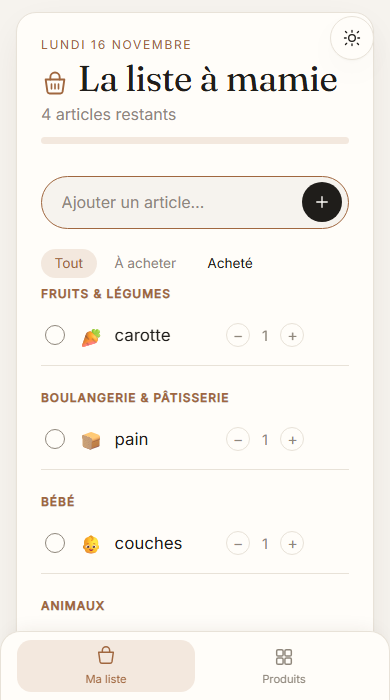 LUNDI 16 NOVEMBRE
La liste à mamie
4 articles restants
Ajouter un article...
Tout À acheter Acheté
FRUITS & LÉGUMES
carotte − 1 +
BOULANGERIE & PÂTISSERIE
pain − 1 +
BÉBÉ
couches − 1 +
ANIMAUX
Ma liste Produits